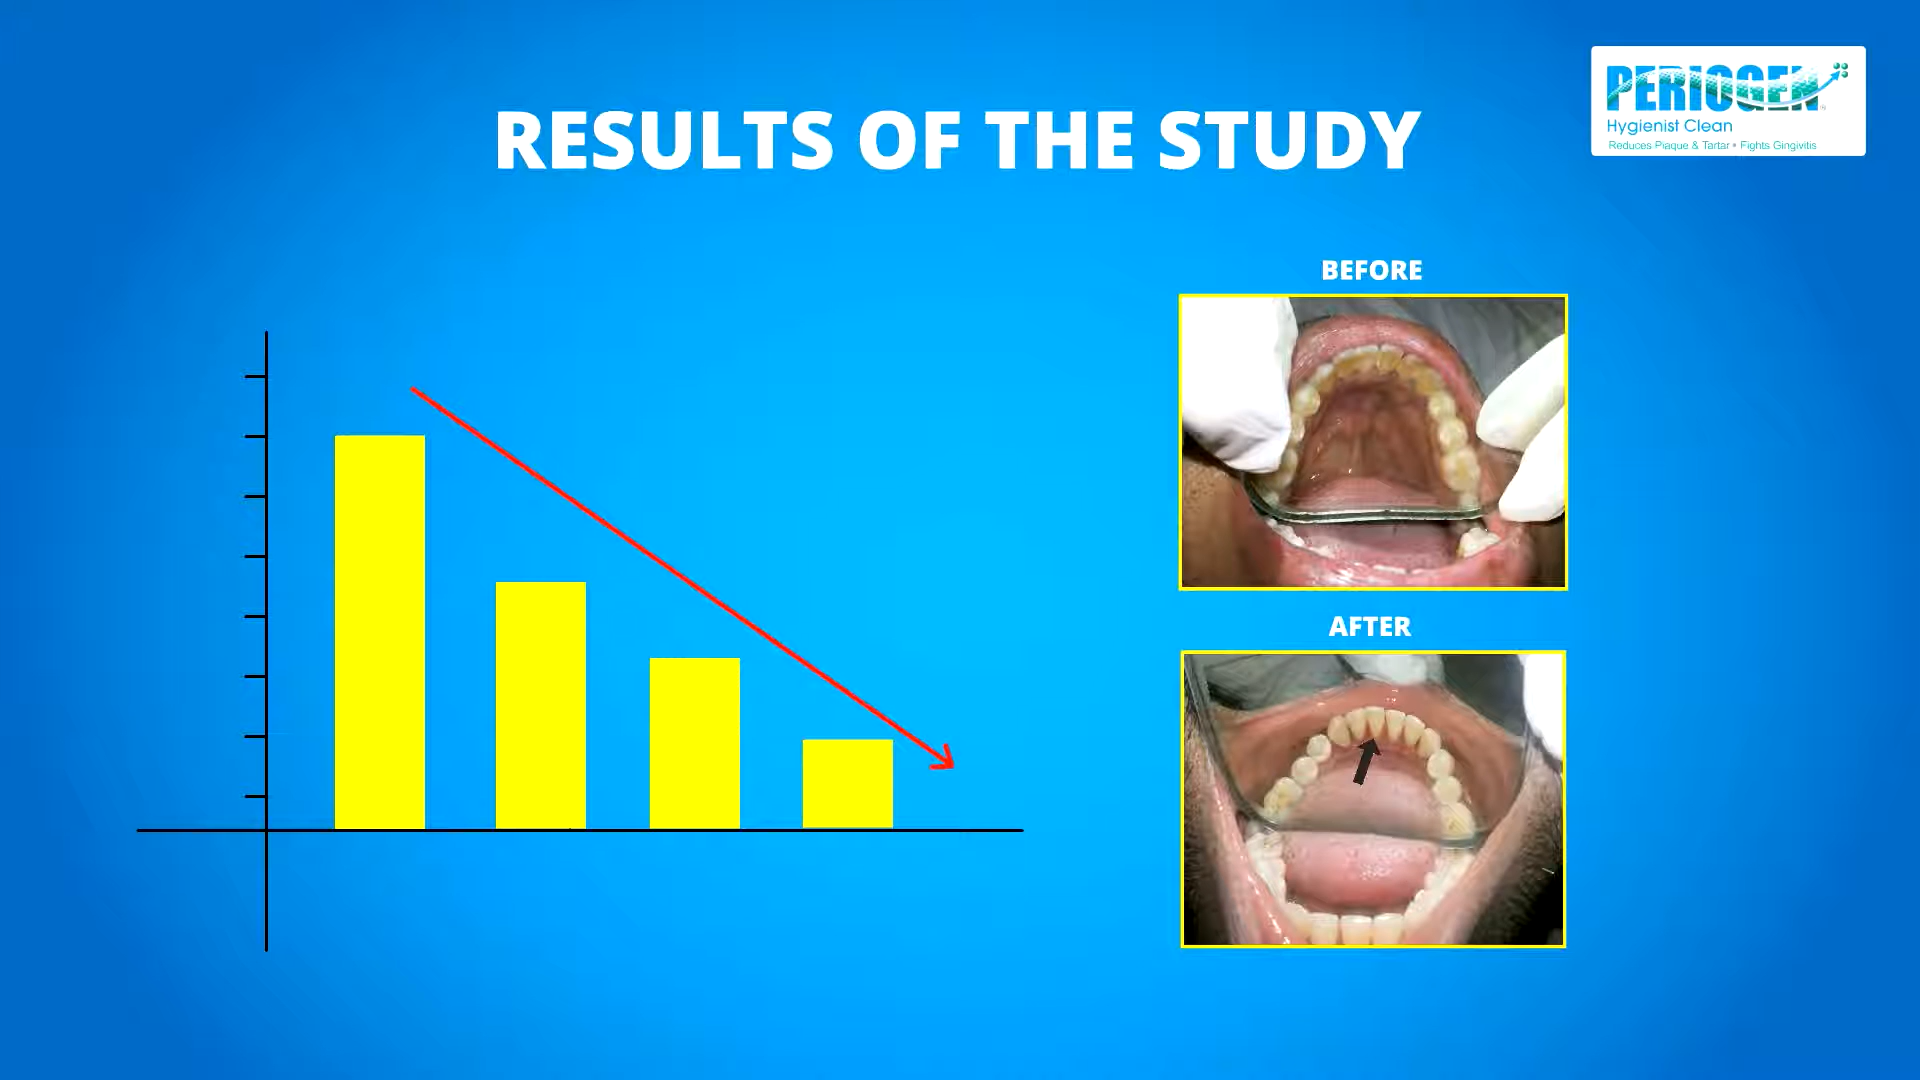 RESULTS OF THE STUDY
PERIOGEN
Hygienist Clean
Reduces Plaque & Tartar • Fights Gingivitis
BEFORE
AFTER